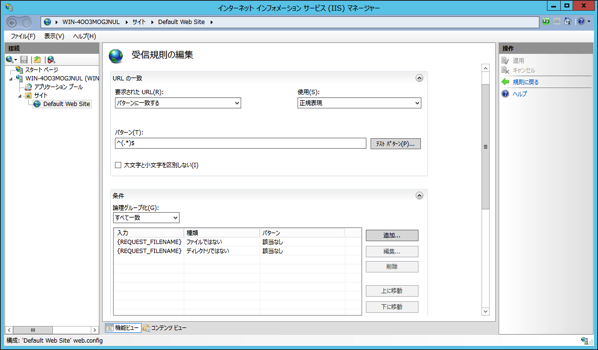 インターネット インフォメーション サービス (IIS) マネージャー
WIN-4OO3MOGJNUL ▸ サイト ▸ Default Web Site ▸
ファイル(F) 表示(V) ヘルプ(H)
接続
スタート ページ
WIN-4OO3MOGJNUL (WIN
アプリケーション プール
サイト
Default Web Site
受信規則の編集
URL の一致
要求された URL(R):
使用(S):
パターンに一致する
正規表現
パターン(T):
^(.*)$
テスト パターン(P)...
大文字と小文字を区別しない(I)
条件
論理グループ化(G):
すべて一致
入力 種類 パターン
{REQUEST_FILENAME} ファイルではない 該当なし
{REQUEST_FILENAME} ディレクトリではない 該当なし
追加...
編集...
削除
上に移動
下に移動
機能ビュー コンテンツ ビュー
操作
適用
キャンセル
規則に戻る
ヘルプ
構成: 'Default Web Site' web.config